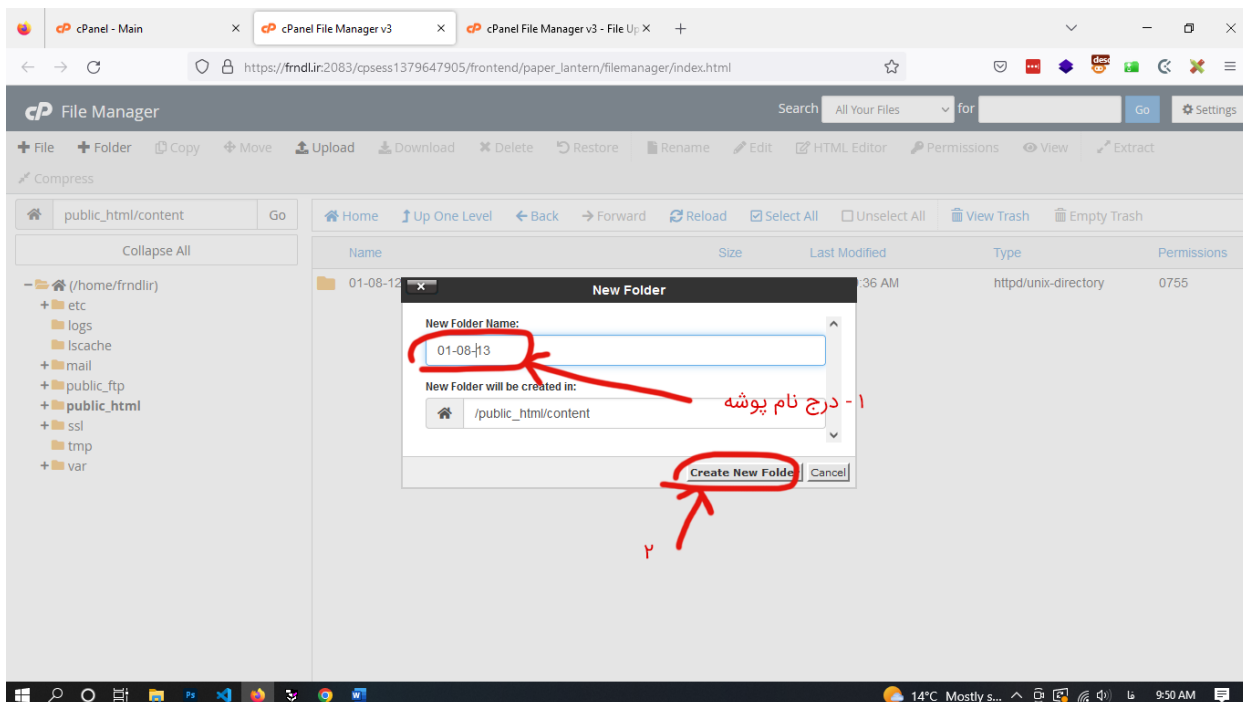 cPanel - Main
cPanel File Manager v3
cPanel File Manager v3 - File Up
https://frndl.ir:2083/cpsess1379647905/frontend/paper_lantern/filemanager/index.html
desc
cP File Manager
Search All Your Files for Go Settings
File Folder Copy Move Upload Download Delete Restore Rename Edit HTML Editor Permissions View Extract
Compress
public_html/content Go
Home Up One Level Back Forward Reload Select All Unselect All View Trash Empty Trash
Collapse All
Name Size Last Modified Type Permissions
(/home/frndlir)
01-08-12 :36 AM httpd/unix-directory 0755
etc
logs
lscache
mail
public_ftp
public_html
ssl
tmp
var
New Folder
New Folder Name:
01-08-13
New Folder will be created in:
/public_html/content
۱ - درج نام پوشه
Create New Folder Cancel
۲
14°C Mostly s... فا 9:50 AM